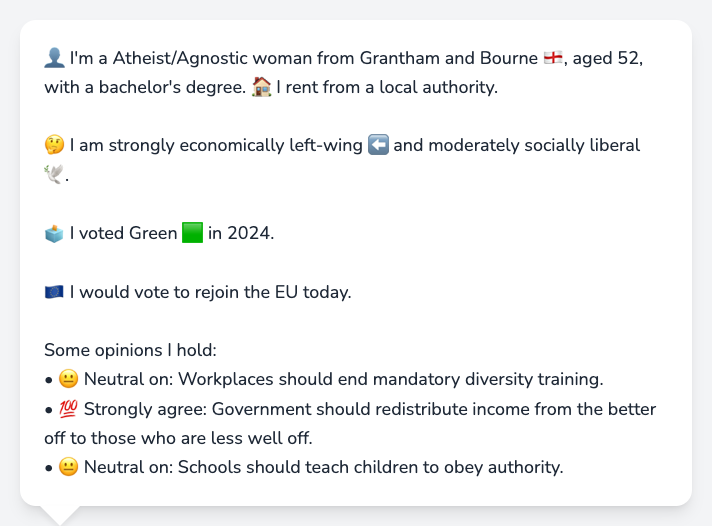 👤 I'm a Atheist/Agnostic woman from Grantham and Bourne 🏴󠁧󠁢󠁥󠁮󠁧󠁿, aged 52,
with a bachelor's degree. 🏠 I rent from a local authority.
🤔 I am strongly economically left-wing ⬅️ and moderately socially liberal
🕊️.
🗳️ I voted Green 🟩 in 2024.
🇪🇺 I would vote to rejoin the EU today.
Some opinions I hold:
• 😐 Neutral on: Workplaces should end mandatory diversity training.
• 💯 Strongly agree: Government should redistribute income from the better
off to those who are less well off.
• 😐 Neutral on: Schools should teach children to obey authority.